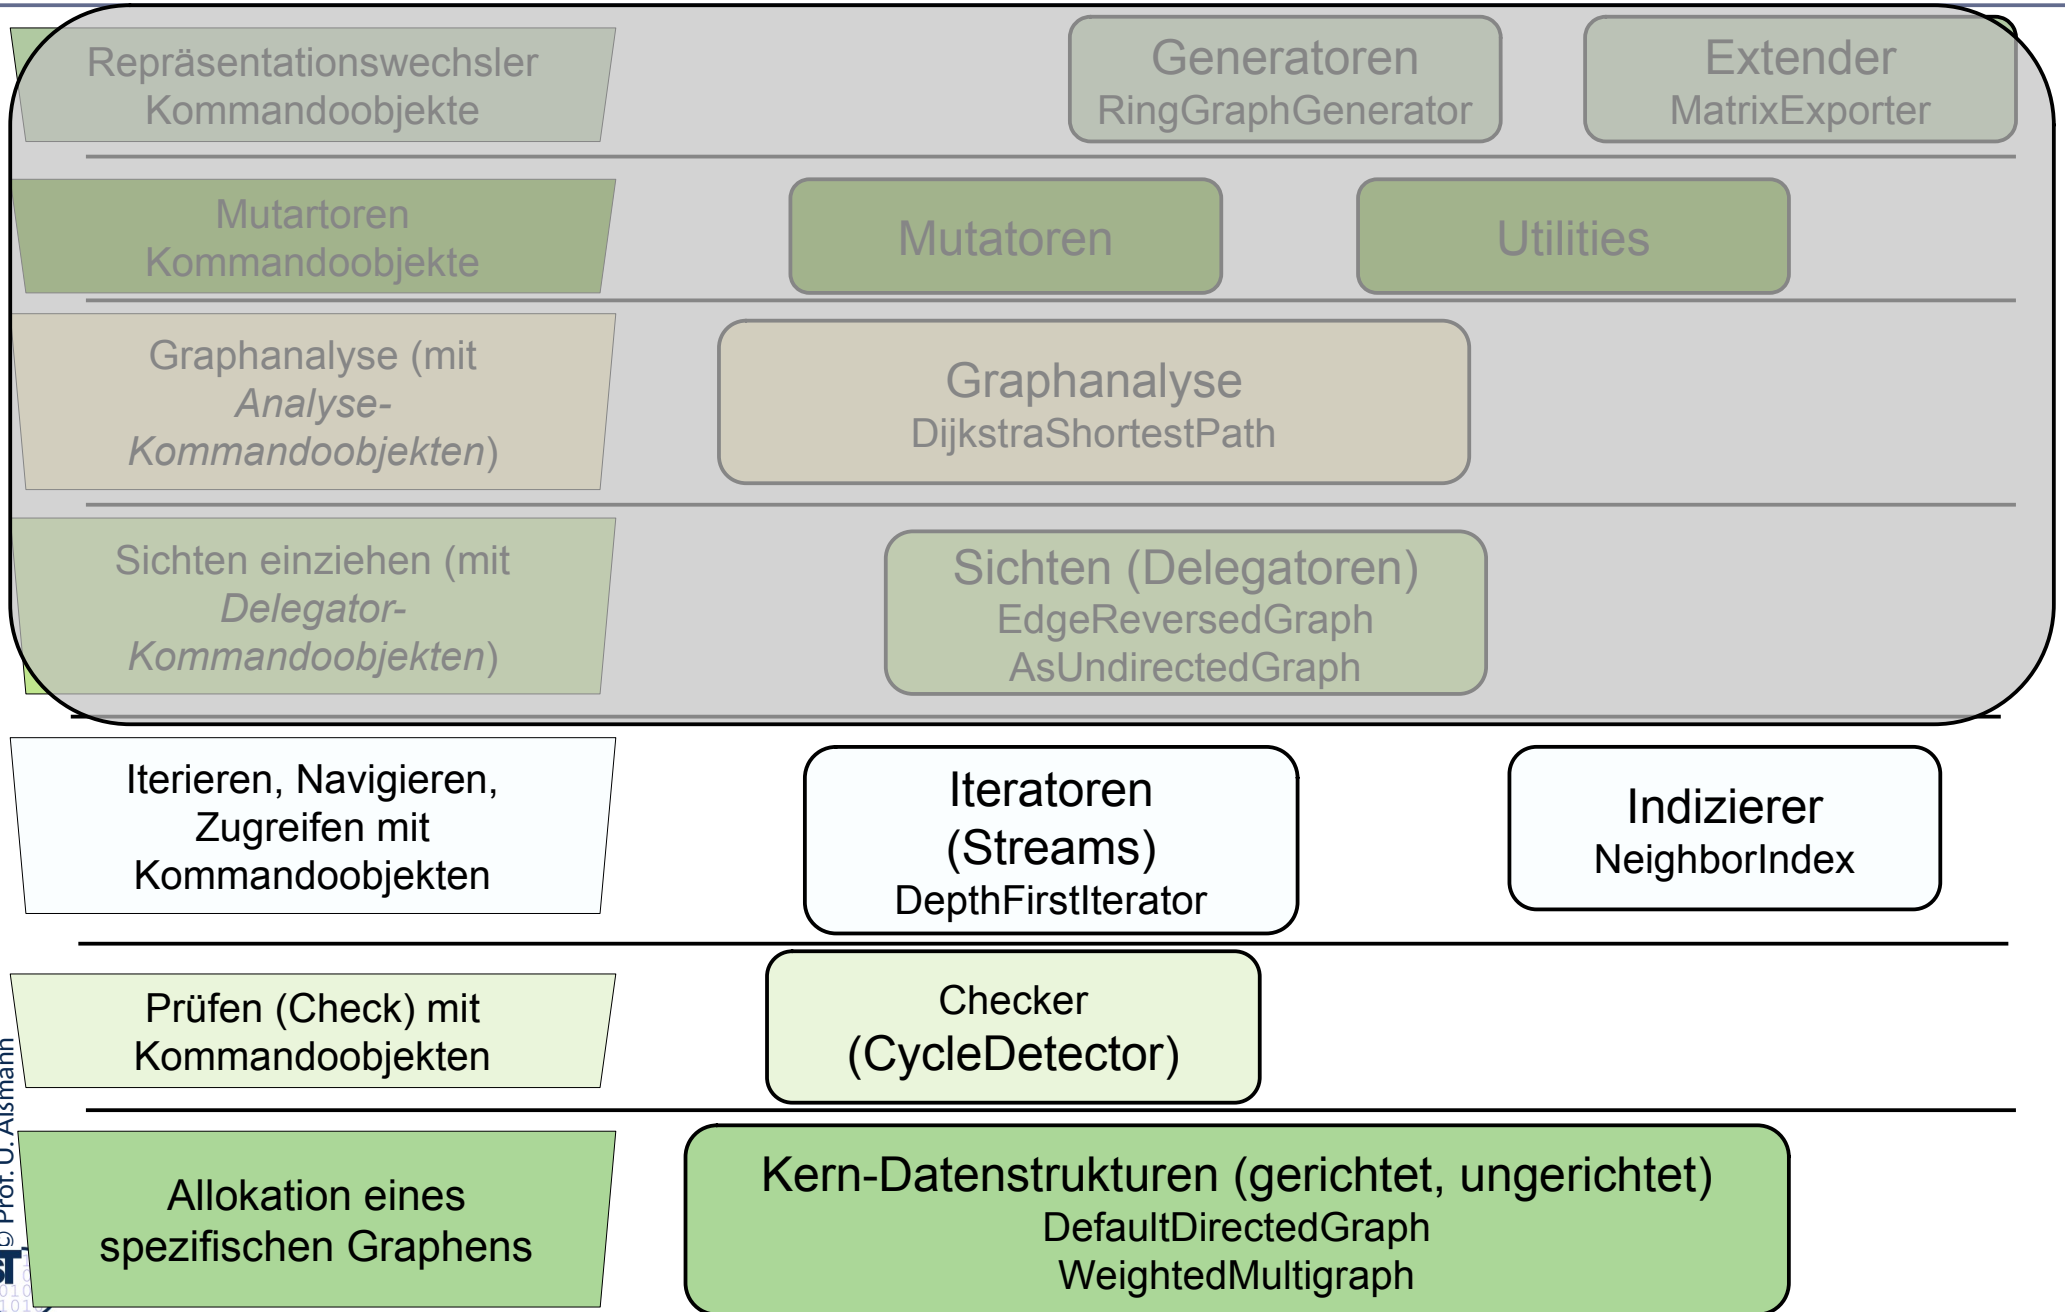 Repräsentationswechsler
Kommandoobjekte
Generatoren
RingGraphGenerator
Extender
MatrixExporter
Mutartoren
Kommandoobjekte
Mutatoren
Utilities
Graphanalyse (mit
Analyse-
Kommandoobjekten)
Graphanalyse
DijkstraShortestPath
Sichten einziehen (mit
Delegator-
Kommandoobjekten)
Sichten (Delegatoren)
EdgeReversedGraph
AsUndirectedGraph
Iterieren, Navigieren,
Zugreifen mit
Kommandoobjekten
Iteratoren
(Streams)
DepthFirstIterator
Indizierer
NeighborIndex
Prüfen (Check) mit
Kommandoobjekten
Checker
(CycleDetector)
Allokation eines
spezifischen Graphens
Kern-Datenstrukturen (gerichtet, ungerichtet)
DefaultDirectedGraph
WeightedMultigraph
© Prof. U. Aßmann